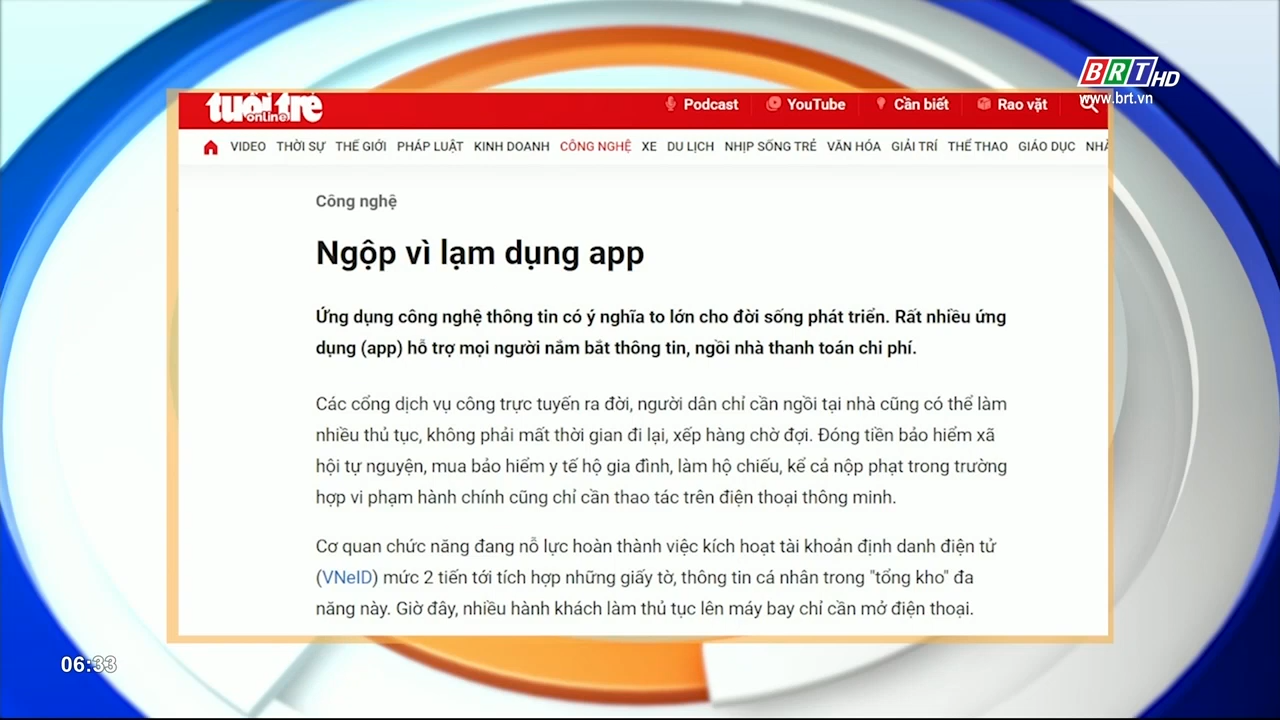 BRT HD
www.brt.vn
tuổi trẻ
online
Podcast YouTube Cần biết Rao vặt
VIDEO THỜI SỰ THẾ GIỚI PHÁP LUẬT KINH DOANH CÔNG NGHỆ XE DU LỊCH NHỊP SỐNG TRẺ VĂN HÓA GIẢI TRÍ THỂ THAO GIÁO DỤC NHÀ
Công nghệ
Ngộp vì lạm dụng app
Ứng dụng công nghệ thông tin có ý nghĩa to lớn cho đời sống phát triển. Rất nhiều ứng
dụng (app) hỗ trợ mọi người nắm bắt thông tin, ngồi nhà thanh toán chi phí.
Các cổng dịch vụ công trực tuyến ra đời, người dân chỉ cần ngồi tại nhà cũng có thể làm
nhiều thủ tục, không phải mất thời gian đi lại, xếp hàng chờ đợi. Đóng tiền bảo hiểm xã
hội tự nguyện, mua bảo hiểm y tế hộ gia đình, làm hộ chiếu, kể cả nộp phạt trong trường
hợp vi phạm hành chính cũng chỉ cần thao tác trên điện thoại thông minh.
Cơ quan chức năng đang nỗ lực hoàn thành việc kích hoạt tài khoản định danh điện tử
(VNeID) mức 2 tiến tới tích hợp những giấy tờ, thông tin cá nhân trong "tổng kho" đa
năng này. Giờ đây, nhiều hành khách làm thủ tục lên máy bay chỉ cần mở điện thoại.
06:33